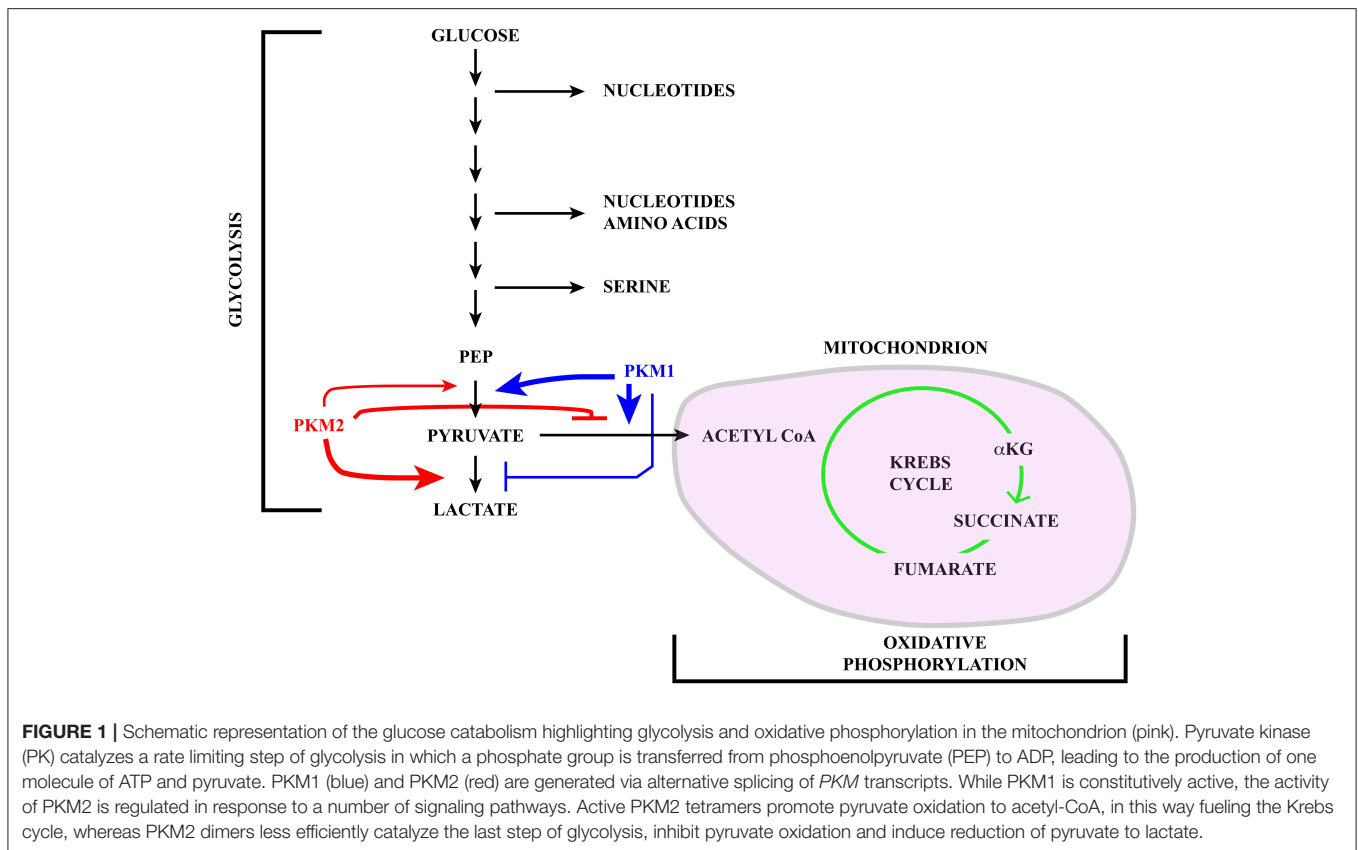 GLUCOSE
NUCLEOTIDES
NUCLEOTIDES
AMINO ACIDS
SERINE
GLYCOLYSIS
PEP
PKM1
MITOCHONDRION
PKM2
PYRUVATE
ACETYL CoA
αKG
KREBS
CYCLE
LACTATE
SUCCINATE
FUMARATE
OXIDATIVE
PHOSPHORYLATION
FIGURE 1 | Schematic representation of the glucose catabolism highlighting glycolysis and oxidative phosphorylation in the mitochondrion (pink). Pyruvate kinase
(PK) catalyzes a rate limiting step of glycolysis in which a phosphate group is transferred from phosphoenolpyruvate (PEP) to ADP, leading to the production of one
molecule of ATP and pyruvate. PKM1 (blue) and PKM2 (red) are generated via alternative splicing of PKM transcripts. While PKM1 is constitutively active, the activity
of PKM2 is regulated in response to a number of signaling pathways. Active PKM2 tetramers promote pyruvate oxidation to acetyl-CoA, in this way fueling the Krebs
cycle, whereas PKM2 dimers less efficiently catalyze the last step of glycolysis, inhibit pyruvate oxidation and induce reduction of pyruvate to lactate.